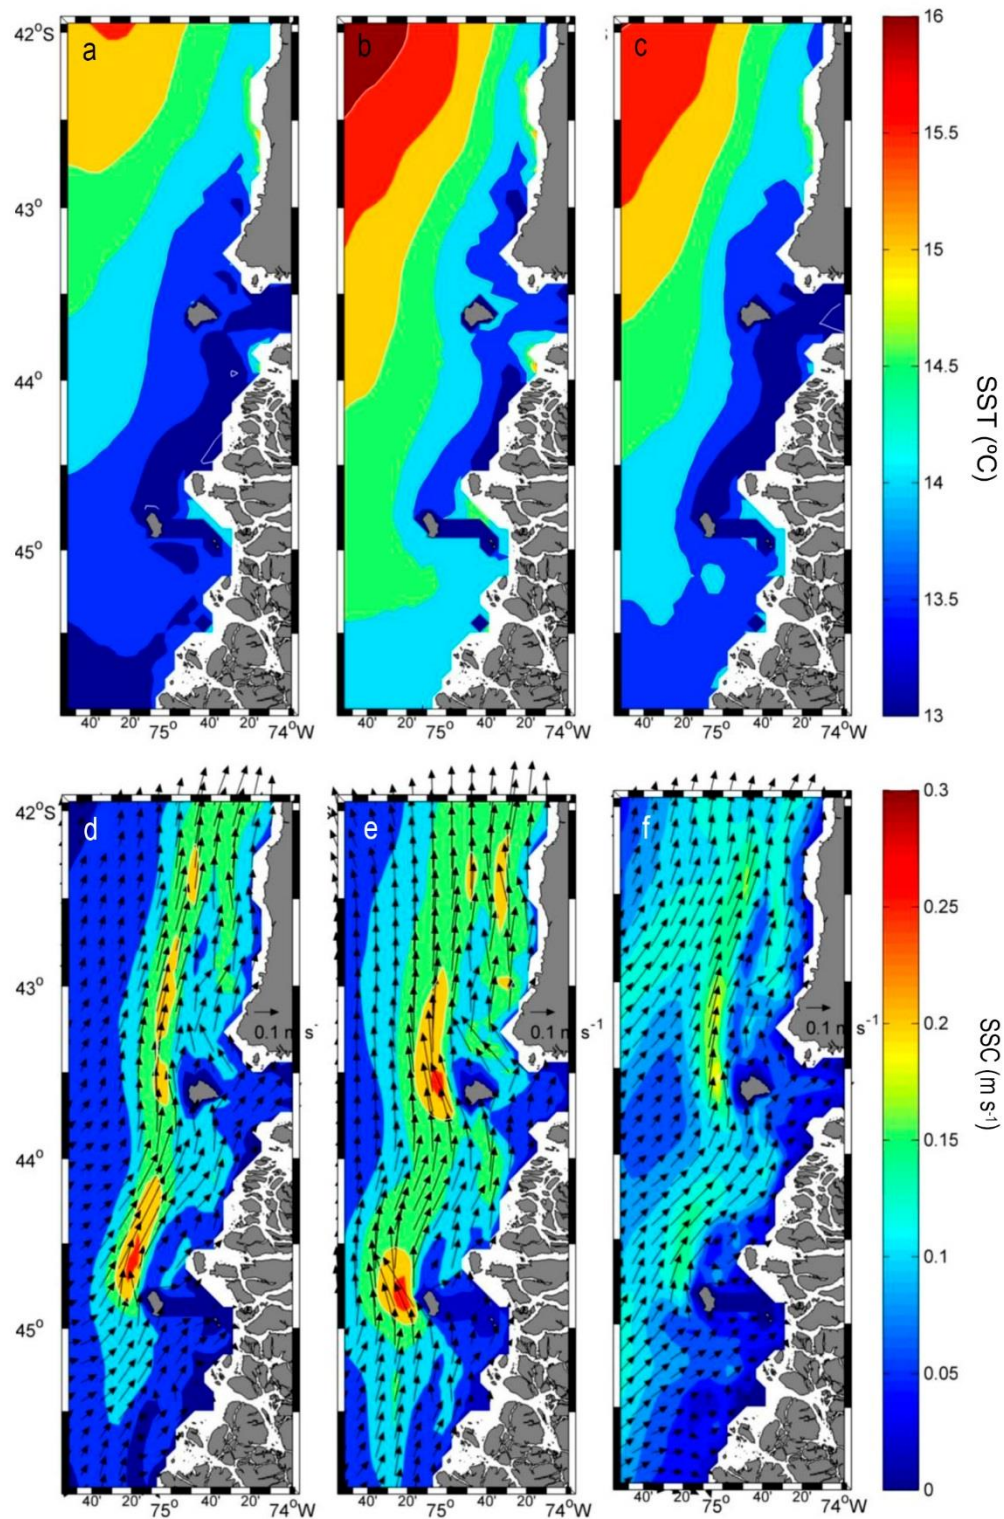 a
b
c
42°S
43°
44°
45°
40' 20' 75° 40' 20' 74°W
40' 20' 75° 40' 20' 74°W
40' 20' 75° 40' 20' 74°W
16
15.5
15
14.5
14
13.5
13
SST (°C)
d
e
f
42°S
43°
44°
45°
0.1 m s⁻
0.1 m s⁻¹
0.1 m s⁻¹
40' 20' 75° 40' 20' 74°W
40' 20' 75° 40' 20' 74°W
40' 20' 75° 40' 20' 74°W
0.3
0.25
0.2
0.15
0.1
0.05
0
SSC (m s⁻¹)